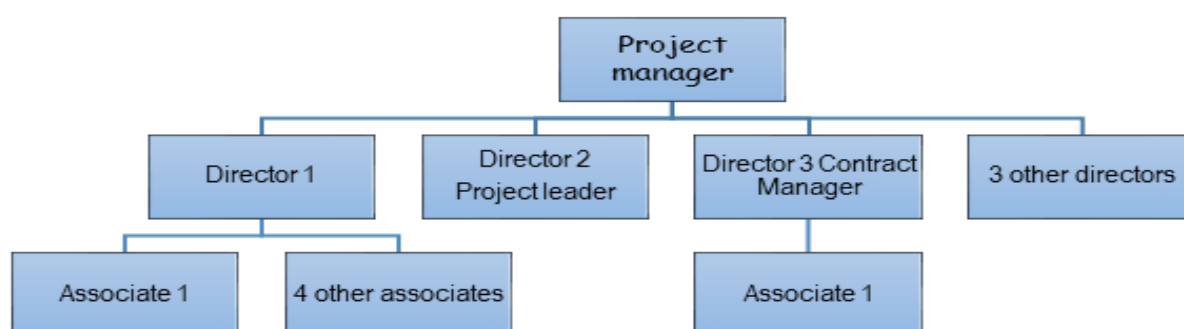 Project
manager
Director 1
Director 2
Project leader
Director 3 Contract
Manager
3 other directors
Associate 1
4 other associates
Associate 1